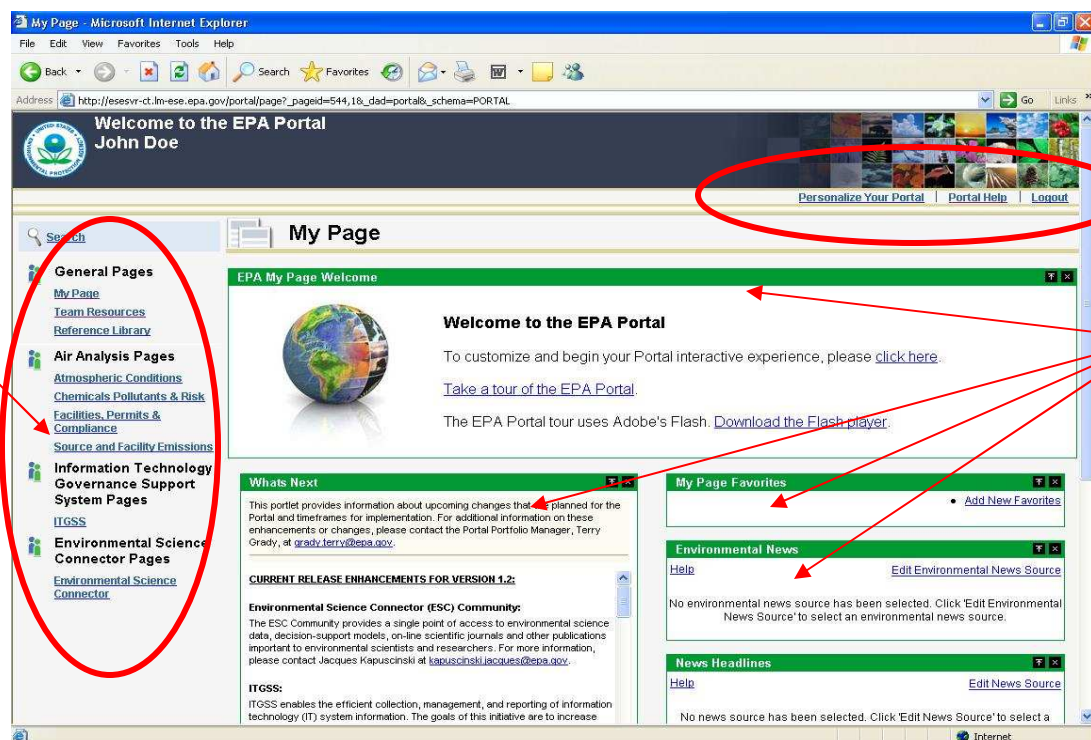 My Page - Microsoft Internet Explorer
File Edit View Favorites Tools Help
Back Search Favorites
Address http://esesvr-ct.lm-ese.epa.gov/portal/page?_pageid=544,1&_dad=portal&_schema=PORTAL Go Links »
Welcome to the EPA Portal
John Doe
Personalize Your Portal | Portal Help | Logout
Search
My Page
General Pages
My Page
Team Resources
Reference Library
Air Analysis Pages
Atmospheric Conditions
Chemicals Pollutants & Risk
Facilities, Permits &
Compliance
Source and Facility Emissions
Information Technology
Governance Support
System Pages
ITGSS
Environmental Science
Connector Pages
Environmental Science
Connector
EPA My Page Welcome
Welcome to the EPA Portal
To customize and begin your Portal interactive experience, please click here.
Take a tour of the EPA Portal.
The EPA Portal tour uses Adobe's Flash. Download the Flash player.
Whats Next
This portlet provides information about upcoming changes that are planned for the
Portal and timeframes for implementation. For additional information on these
enhancements or changes, please contact the Portal Portfolio Manager, Terry
Grady, at grady.terry@epa.gov.
CURRENT RELEASE ENHANCEMENTS FOR VERSION 1.2:
Environmental Science Connector (ESC) Community:
The ESC Community provides a single point of access to environmental science
data, decision-support models, on-line scientific journals and other publications
important to environmental scientists and researchers. For more information,
please contact Jacques Kapuscinski at kapuscinski.jacques@epa.gov.
ITGSS:
ITGSS enables the efficient collection, management, and reporting of information
technology (IT) system information. The goals of this initiative are to increase
My Page Favorites
• Add New Favorites
Environmental News
Help Edit Environmental News Source
No environmental news source has been selected. Click 'Edit Environmental
News Source' to select an environmental news source.
News Headlines
Help Edit News Source
No news source has been selected. Click 'Edit News Source' to select a
Internet